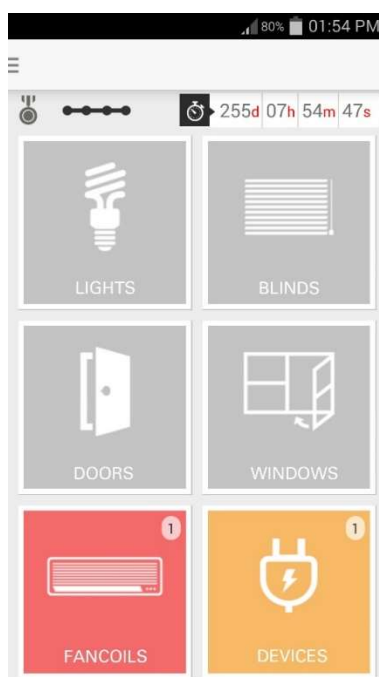 80% 01:54 PM
255d 07h 54m 47s
LIGHTS BLINDS
DOORS WINDOWS
1 1
FANCOILS DEVICES